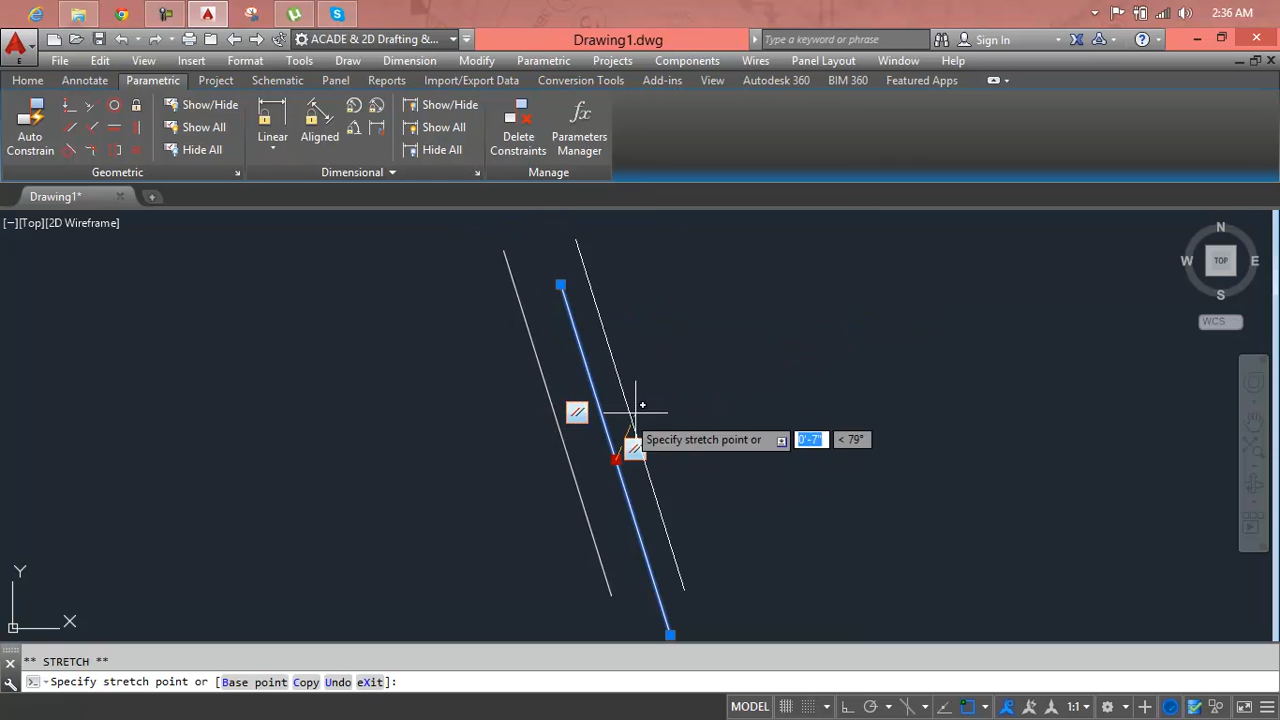 2:36 AM
ACADE & 2D Drafting &... Drawing1.dwg Type a keyword or phrase Sign In
File Edit View Insert Format Tools Draw Dimension Modify Parametric Projects Components Wires Panel Layout Window Help
Home Annotate Parametric Project Schematic Panel Reports Import/Export Data Conversion Tools Add-ins View Autodesk 360 BIM 360 Featured Apps
Show/Hide Show/Hide
Auto Constrain Show All Linear Aligned Show All Delete Constraints fx Parameters Manager
Hide All Hide All
Geometric Dimensional Manage
Drawing1*
[−][Top][2D Wireframe]
N
W TOP E
S
WCS
Specify stretch point or 0'-7" < 79°
Y
X
** STRETCH **
Specify stretch point or [Base point Copy Undo eXit]:
MODEL 1:1